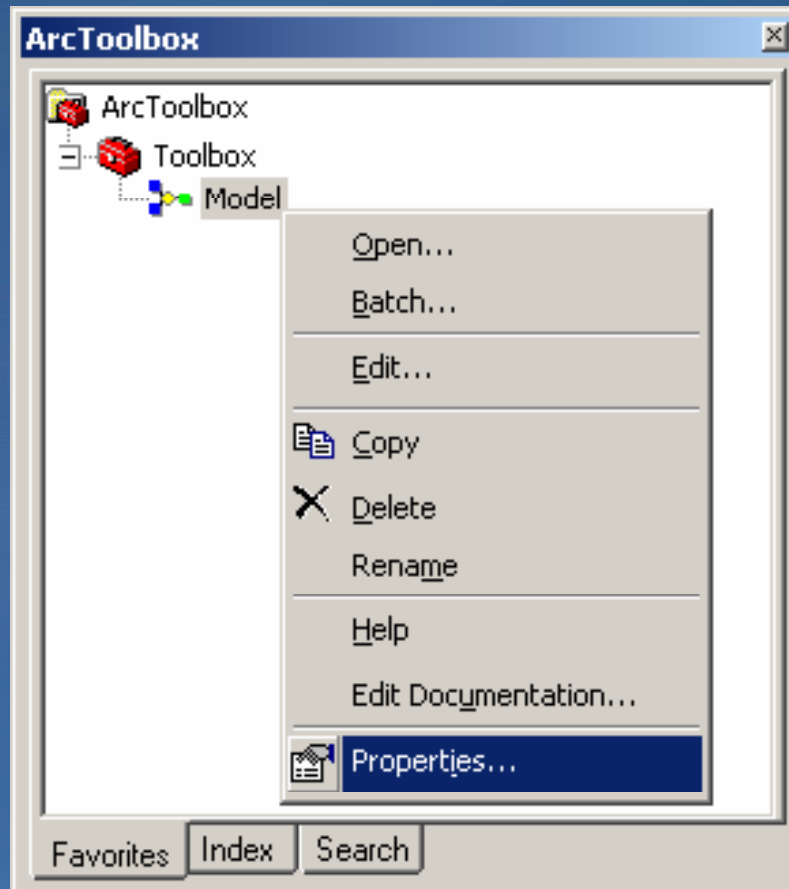 ArcToolbox
ArcToolbox
Toolbox
Model
Open...
Batch...
Edit...
Copy
Delete
Rename
Help
Edit Documentation...
Properties...
Favorites Index Search